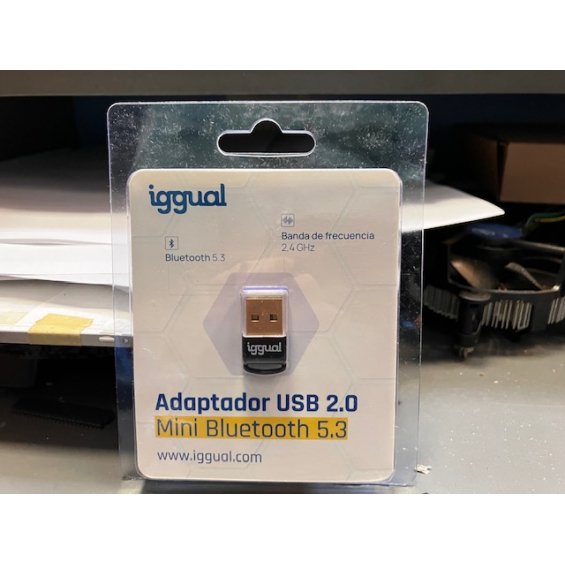 iggual
Bluetooth 5.3
Banda de frecuencia
2,4 GHz
iggual
Adaptador USB 2.0
Mini Bluetooth 5.3
www.iggual.com